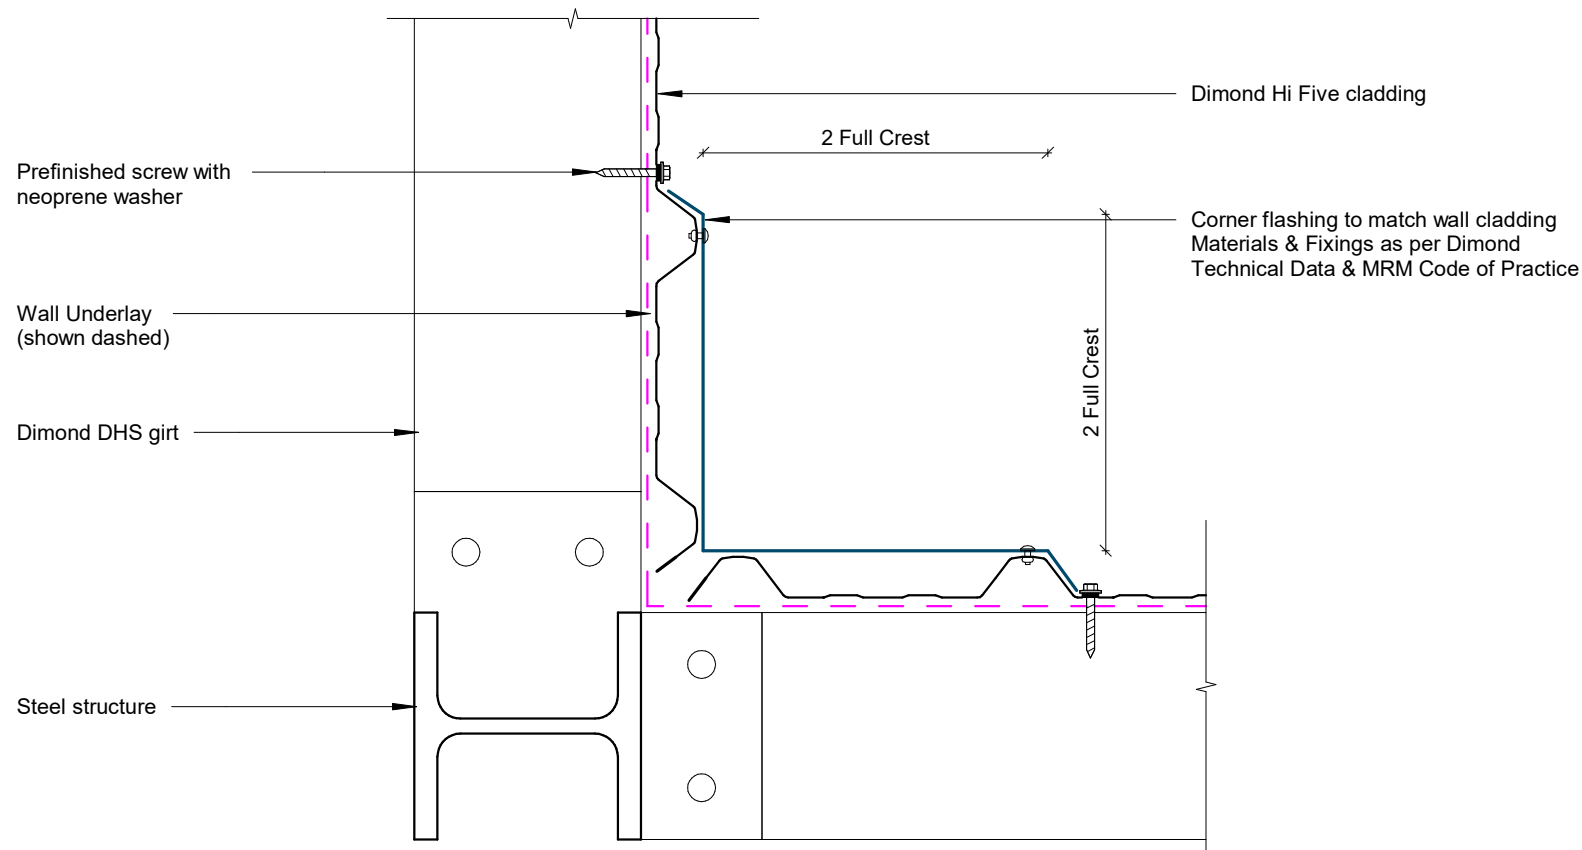 Dimond Hi Five cladding
2 Full Crest
Prefinished screw with
neoprene washer
Corner flashing to match wall cladding
Materials & Fixings as per Dimond
Technical Data & MRM Code of Practice
Wall Underlay
(shown dashed)
2 Full Crest
Dimond DHS girt
Steel structure